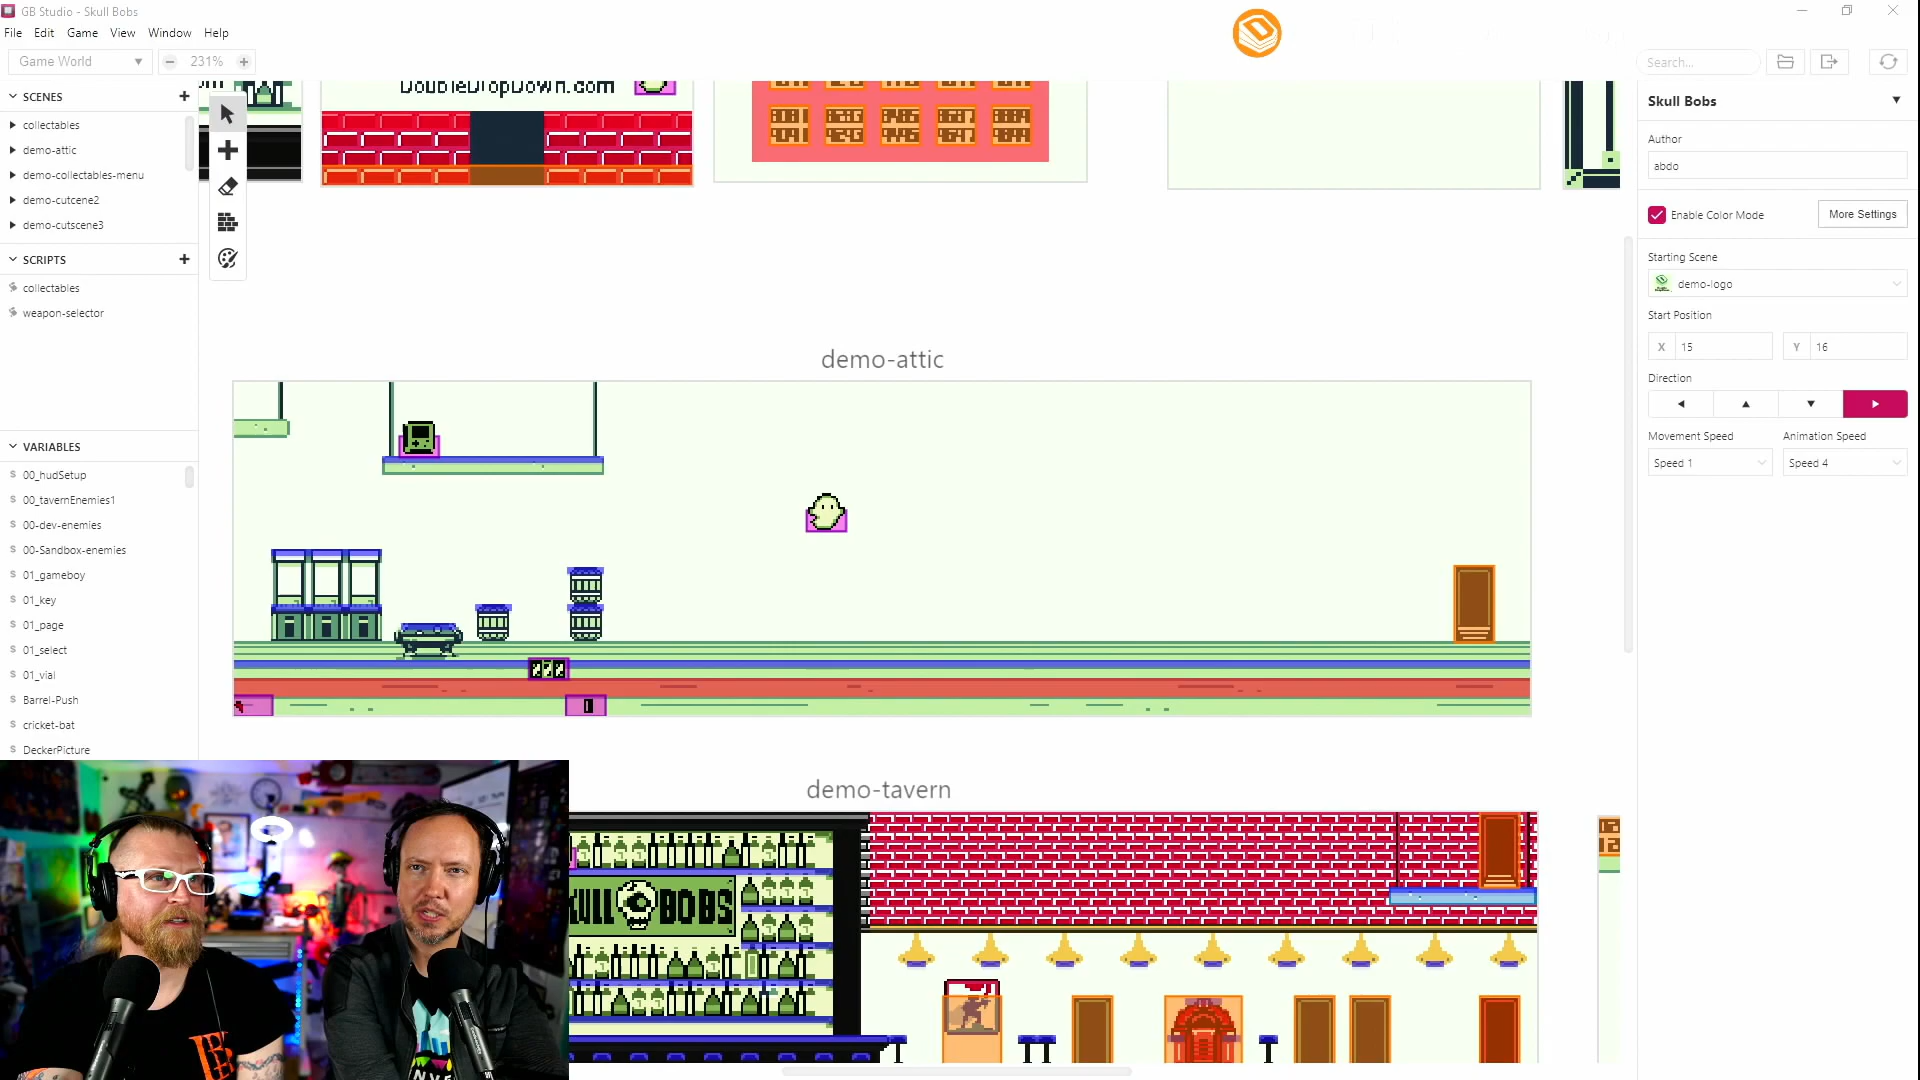 GB Studio - Skull Bobs
File Edit Game View Window Help
Game World
231%
Search...
SCENES
collectables
demo-attic
demo-collectables-menu
demo-cutcene2
demo-cutscene3
SCRIPTS
collectables
weapon-selector
VARIABLES
$ 00_hudSetup
$ 00_tavernEnemies1
$ 00-dev-enemies
$ 00-Sandbox-enemies
$ 01_gameboy
$ 01_key
$ 01_page
$ 01_select
$ 01_vial
$ Barrel-Push
$ cricket-bat
$ DeckerPicture
DoubleDropDown.com
demo-attic
demo-tavern
BOBS
Skull Bobs
Author
abdo
Enable Color Mode
More Settings
Starting Scene
demo-logo
Start Position
X 15 Y 16
Direction
Movement Speed Animation Speed
Speed 1 Speed 4